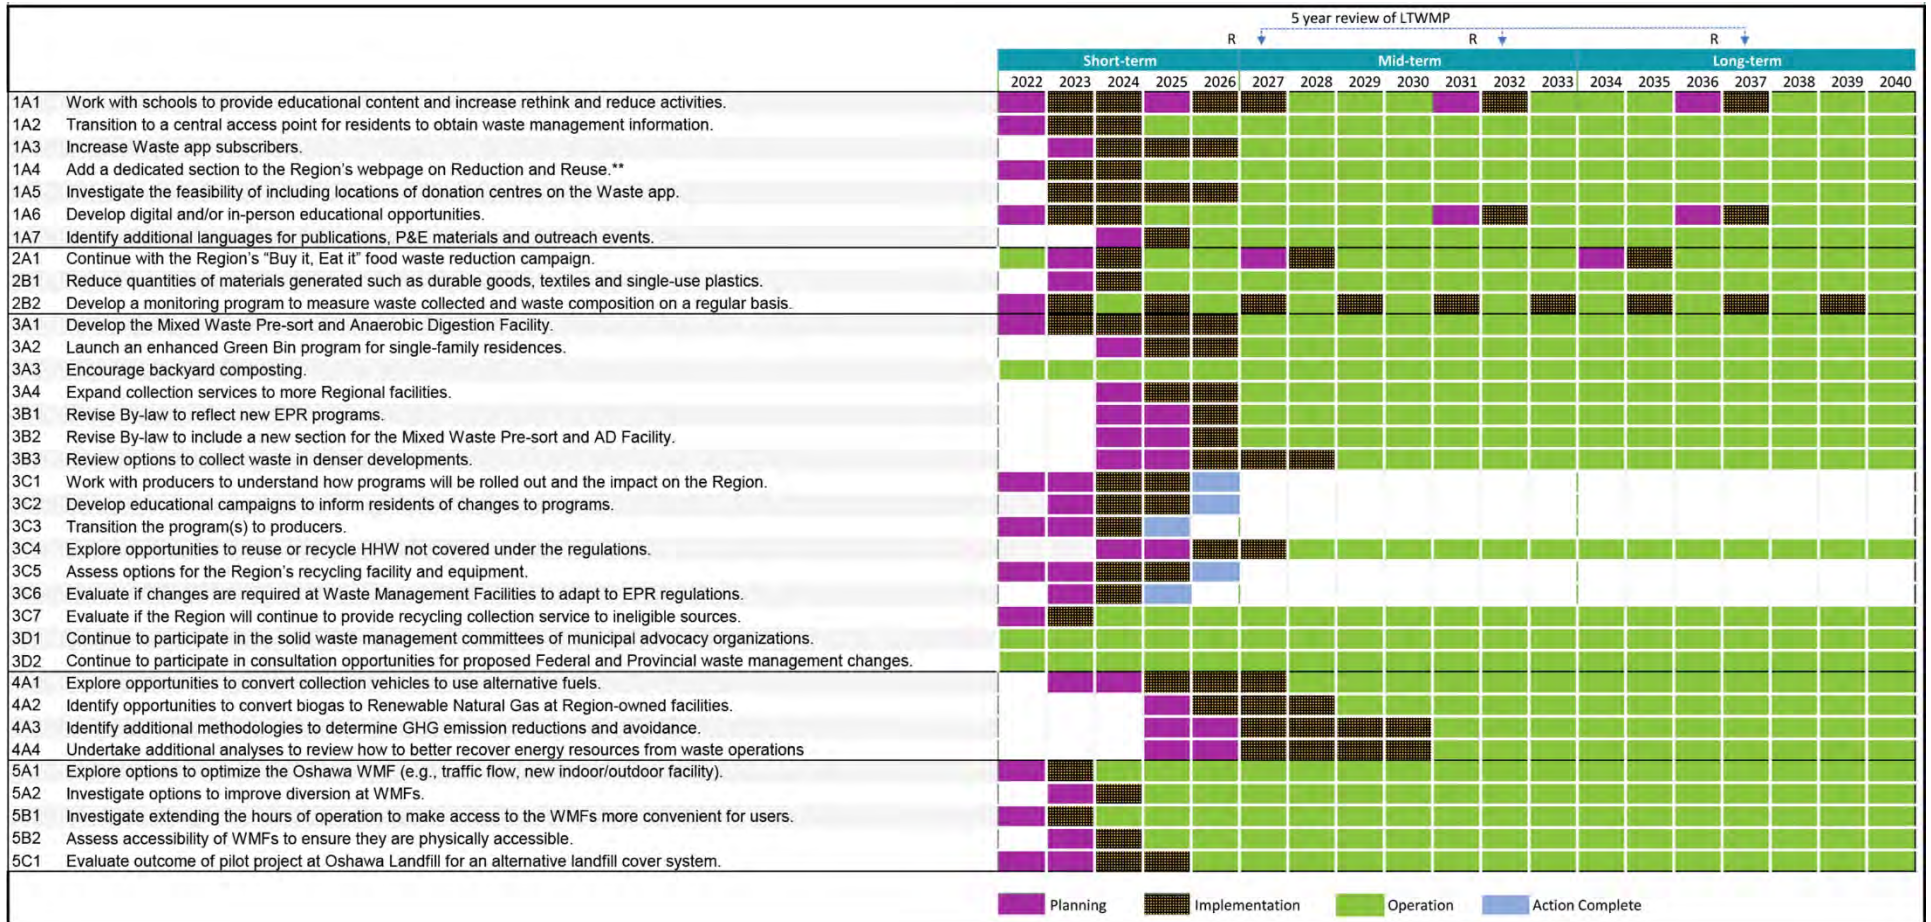 5 year review of LTWMP
R R R
Short-term Mid-term Long-term
2022 2023 2024 2025 2026 2027 2028 2029 2030 2031 2032 2033 2034 2035 2036 2037 2038 2039 2040
1A1 Work with schools to provide educational content and increase rethink and reduce activities.
1A2 Transition to a central access point for residents to obtain waste management information.
1A3 Increase Waste app subscribers.
1A4 Add a dedicated section to the Region's webpage on Reduction and Reuse.**
1A5 Investigate the feasibility of including locations of donation centres on the Waste app.
1A6 Develop digital and/or in-person educational opportunities.
1A7 Identify additional languages for publications, P&E materials and outreach events.
2A1 Continue with the Region's "Buy it, Eat it" food waste reduction campaign.
2B1 Reduce quantities of materials generated such as durable goods, textiles and single-use plastics.
2B2 Develop a monitoring program to measure waste collected and waste composition on a regular basis.
3A1 Develop the Mixed Waste Pre-sort and Anaerobic Digestion Facility.
3A2 Launch an enhanced Green Bin program for single-family residences.
3A3 Encourage backyard composting.
3A4 Expand collection services to more Regional facilities.
3B1 Revise By-law to reflect new EPR programs.
3B2 Revise By-law to include a new section for the Mixed Waste Pre-sort and AD Facility.
3B3 Review options to collect waste in denser developments.
3C1 Work with producers to understand how programs will be rolled out and the impact on the Region.
3C2 Develop educational campaigns to inform residents of changes to programs.
3C3 Transition the program(s) to producers.
3C4 Explore opportunities to reuse or recycle HHW not covered under the regulations.
3C5 Assess options for the Region's recycling facility and equipment.
3C6 Evaluate if changes are required at Waste Management Facilities to adapt to EPR regulations.
3C7 Evaluate if the Region will continue to provide recycling collection service to ineligible sources.
3D1 Continue to participate in the solid waste management committees of municipal advocacy organizations.
3D2 Continue to participate in consultation opportunities for proposed Federal and Provincial waste management changes.
4A1 Explore opportunities to convert collection vehicles to use alternative fuels.
4A2 Identify opportunities to convert biogas to Renewable Natural Gas at Region-owned facilities.
4A3 Identify additional methodologies to determine GHG emission reductions and avoidance.
4A4 Undertake additional analyses to review how to better recover energy resources from waste operations
5A1 Explore options to optimize the Oshawa WMF (e.g., traffic flow, new indoor/outdoor facility).
5A2 Investigate options to improve diversion at WMFs.
5B1 Investigate extending the hours of operation to make access to the WMFs more convenient for users.
5B2 Assess accessibility of WMFs to ensure they are physically accessible.
5C1 Evaluate outcome of pilot project at Oshawa Landfill for an alternative landfill cover system.
Planning Implementation Operation Action Complete